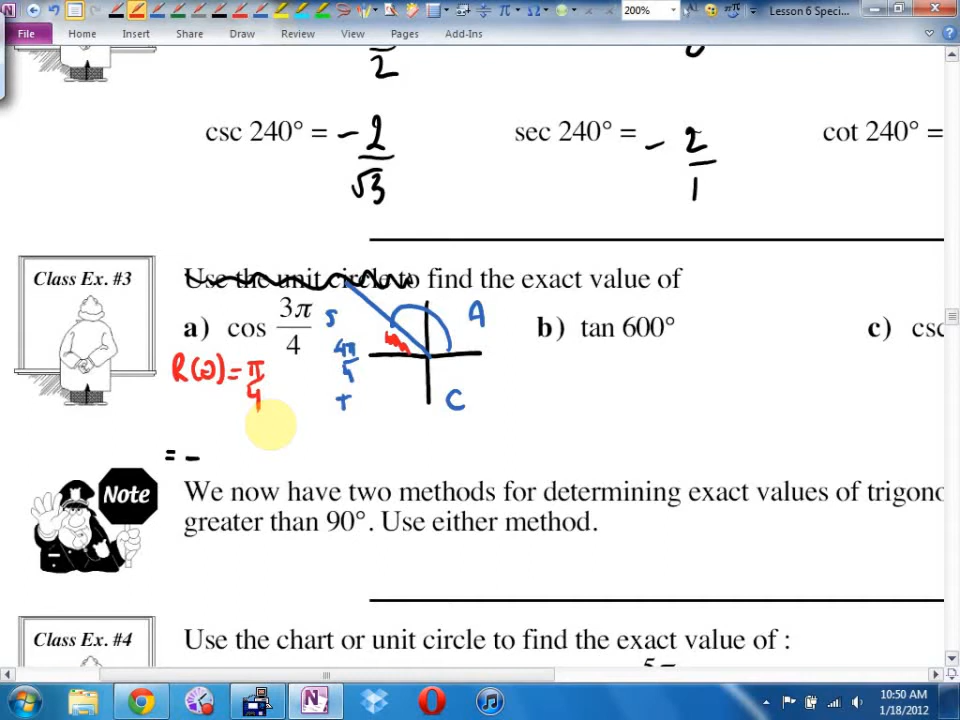 200%
Lesson 6 Speci...
File Home Insert Share Draw Review View Pages Add-Ins
2
csc 240° = - 2/√3 sec 240° = - 2/1 cot 240° =
Class Ex. #3 Use the unit circle to find the exact value of
a) cos 3π/4 b) tan 600° c) csc
S A
R(θ) = π/4
T C
= -
Note We now have two methods for determining exact values of trigono
greater than 90°. Use either method.
Class Ex. #4 Use the chart or unit circle to find the exact value of :
5π
10:50 AM
1/18/2012